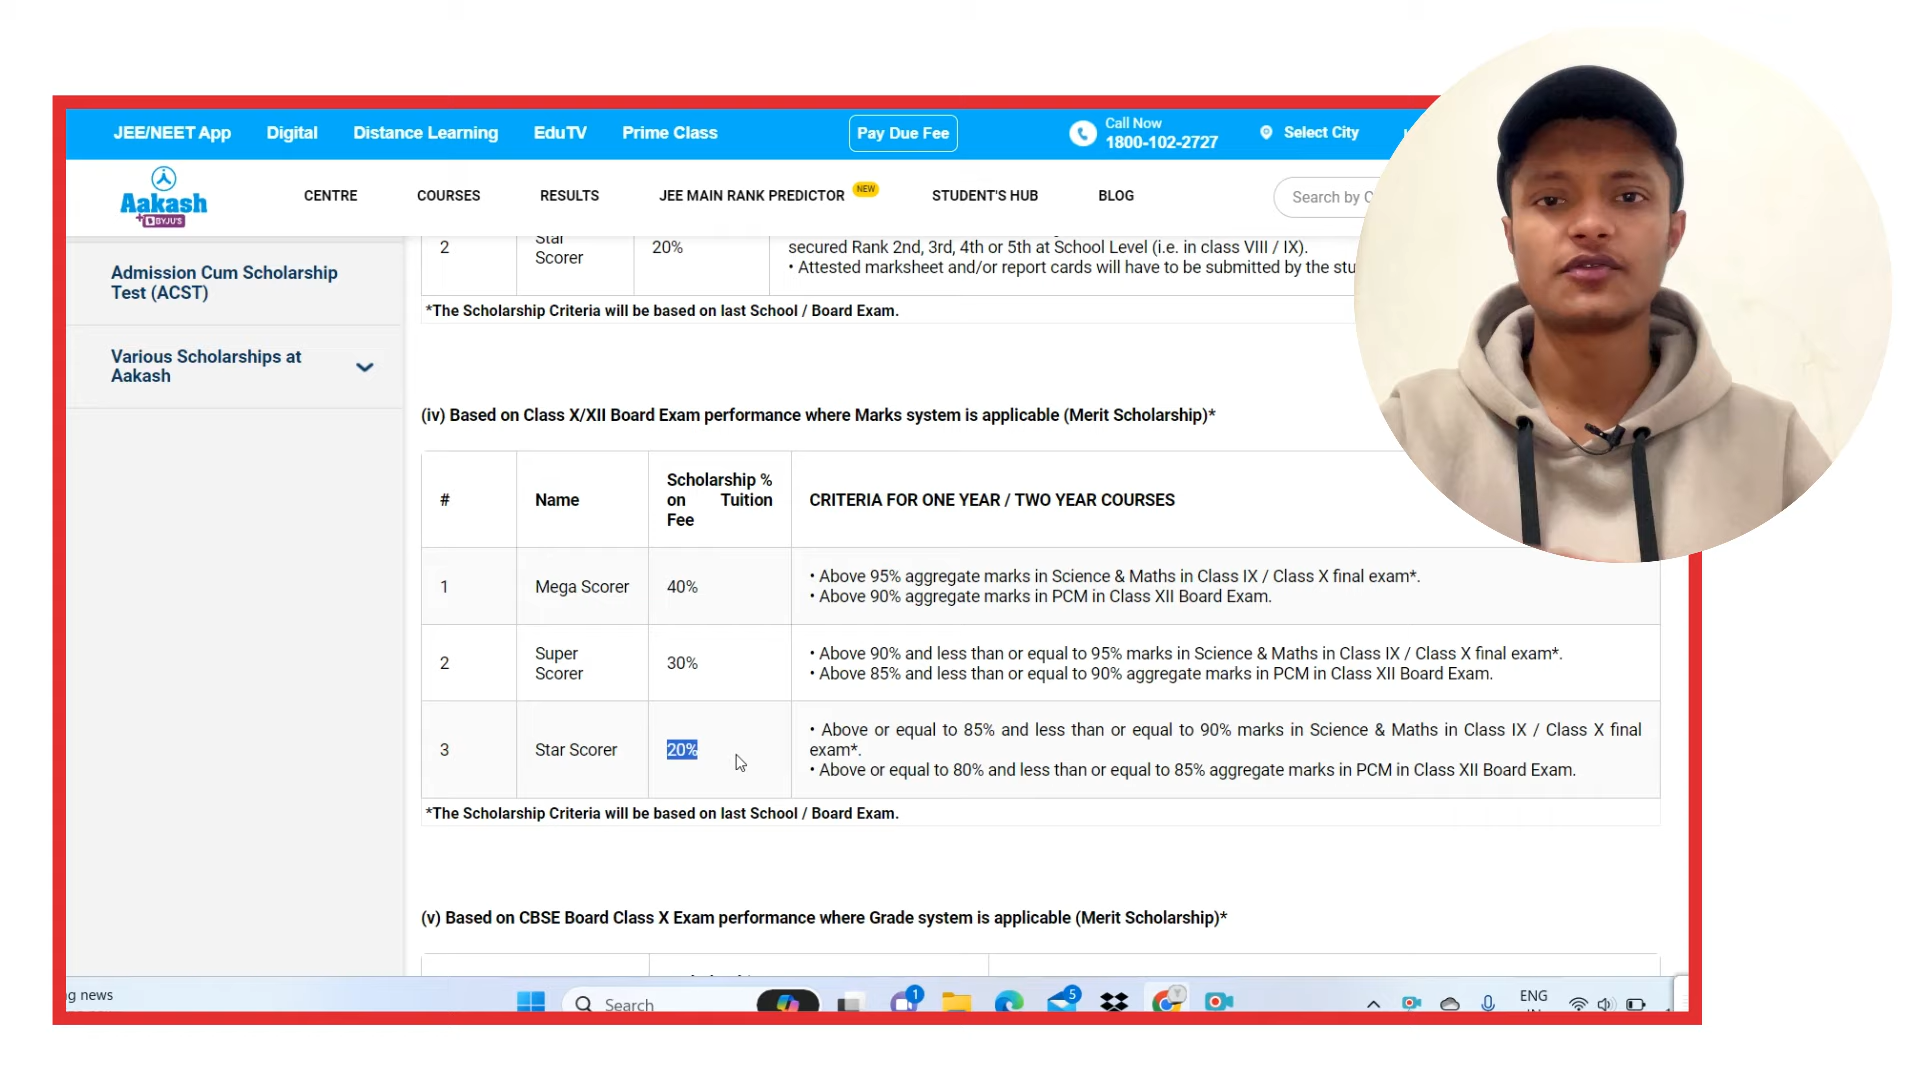 JEE/NEET App Digital Distance Learning EduTV Prime Class Pay Due Fee Call Now 1800-102-2727 Select City
Aakash
+BYJU'S
CENTRE COURSES RESULTS JEE MAIN RANK PREDICTOR NEW STUDENT'S HUB BLOG Search by C
Admission Cum Scholarship
Test (ACST)
Various Scholarships at
Aakash
2 Star Scorer 20% secured Rank 2nd, 3rd, 4th or 5th at School Level (i.e. in class VIII / IX).
• Attested marksheet and/or report cards will have to be submitted by the stu
*The Scholarship Criteria will be based on last School / Board Exam.
(iv) Based on Class X/XII Board Exam performance where Marks system is applicable (Merit Scholarship)*
# Name Scholarship % on Tuition Fee CRITERIA FOR ONE YEAR / TWO YEAR COURSES
1 Mega Scorer 40% • Above 95% aggregate marks in Science & Maths in Class IX / Class X final exam*.
• Above 90% aggregate marks in PCM in Class XII Board Exam.
2 Super Scorer 30% • Above 90% and less than or equal to 95% marks in Science & Maths in Class IX / Class X final exam*.
• Above 85% and less than or equal to 90% aggregate marks in PCM in Class XII Board Exam.
3 Star Scorer 20% • Above or equal to 85% and less than or equal to 90% marks in Science & Maths in Class IX / Class X final
exam*.
• Above or equal to 80% and less than or equal to 85% aggregate marks in PCM in Class XII Board Exam.
*The Scholarship Criteria will be based on last School / Board Exam.
(v) Based on CBSE Board Class X Exam performance where Grade system is applicable (Merit Scholarship)*
g news Search 1 5 ENG